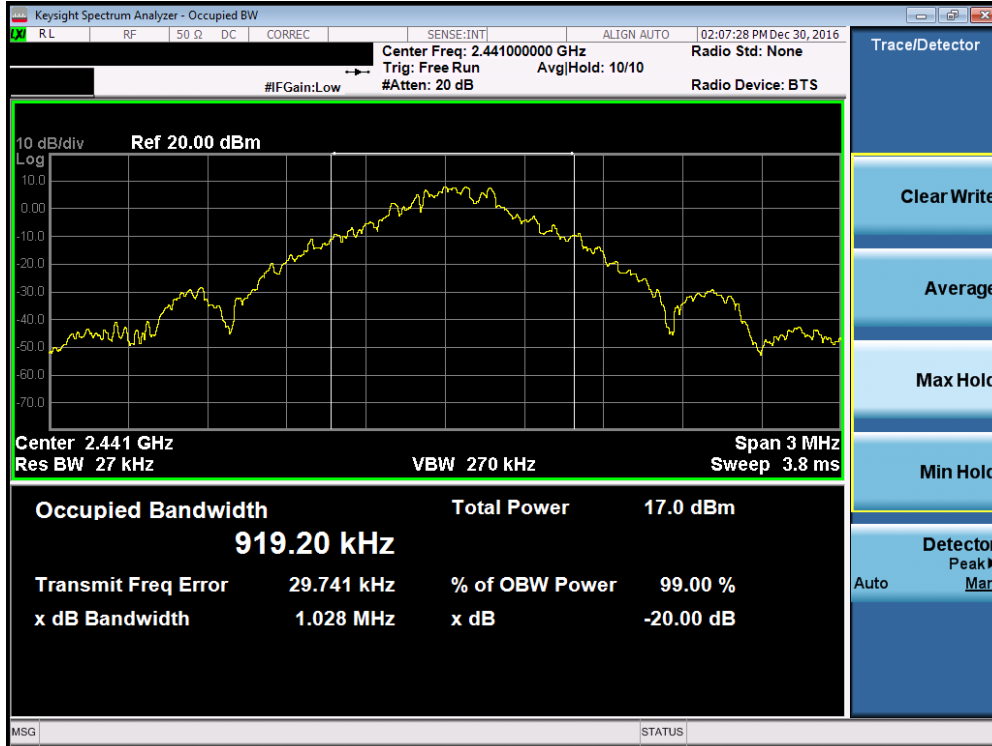 Keysight Spectrum Analyzer - Occupied BW
LXI RL RF 50 Ω DC CORREC SENSE:INT ALIGN AUTO 02:07:28 PM Dec 30, 2016
Center Freq: 2.441000000 GHz Radio Std: None
Trig: Free Run Avg|Hold: 10/10
#IFGain:Low #Atten: 20 dB Radio Device: BTS
Trace/Detector
10 dB/div Ref 20.00 dBm
Log
10.0
0.00
-10.0
-20.0
-30.0
-40.0
-50.0
-60.0
-70.0
Center 2.441 GHz Span 3 MHz
Res BW 27 kHz VBW 270 kHz Sweep 3.8 ms
Occupied Bandwidth Total Power 17.0 dBm
919.20 kHz
Transmit Freq Error 29.741 kHz % of OBW Power 99.00 %
x dB Bandwidth 1.028 MHz x dB -20.00 dB
Clear Write
Average
Max Hold
Min Hold
Detector
Peak
Auto Man
MSG STATUS